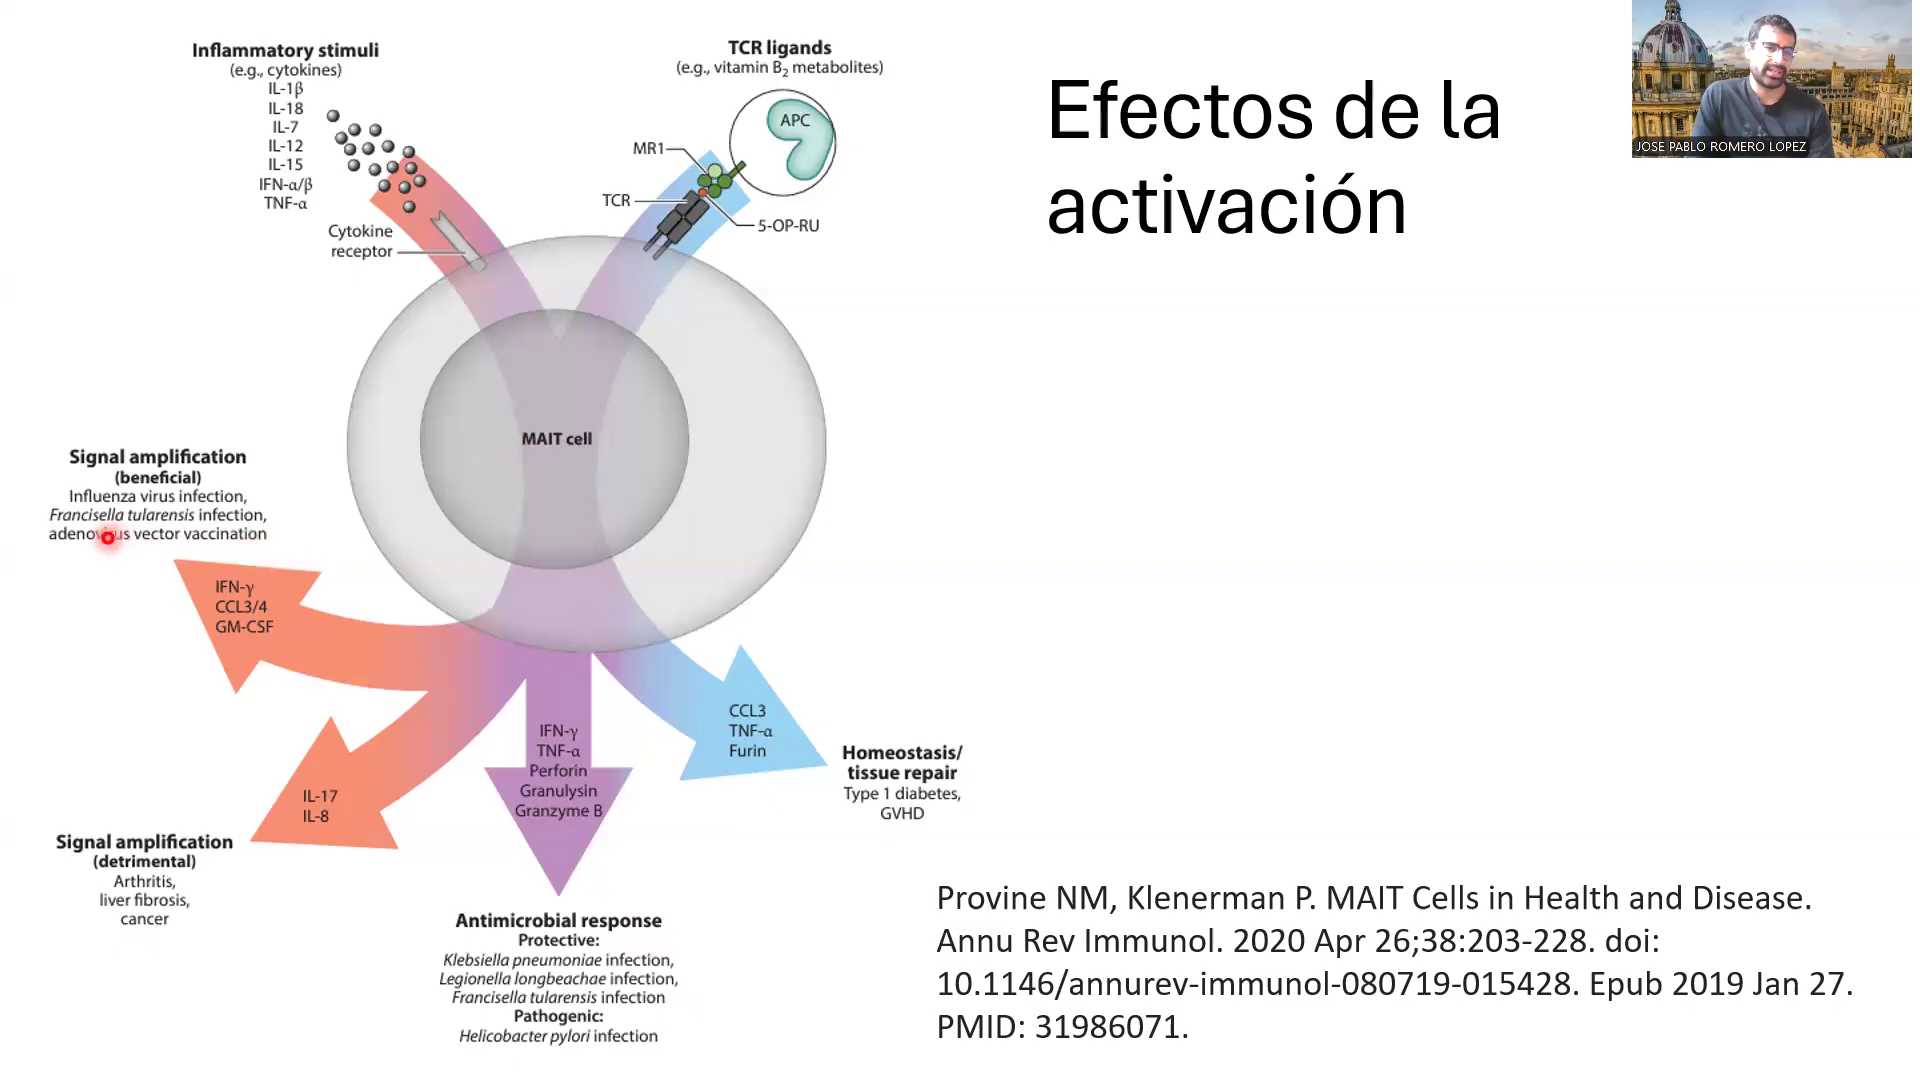 Inflammatory stimuli
(e.g., cytokines)
IL-1β
IL-18
IL-7
IL-12
IL-15
IFN-α/β
TNF-α
Cytokine
receptor
TCR ligands
(e.g., vitamin B₂ metabolites)
APC
MR1
TCR
5-OP-RU
Efectos de la
activación
JOSE PABLO ROMERO LOPEZ
MAIT cell
Signal amplification
(beneficial)
Influenza virus infection,
Francisella tularensis infection,
adenovirus vector vaccination
IFN-γ
CCL3/4
GM-CSF
IL-17
IL-8
Signal amplification
(detrimental)
Arthritis,
liver fibrosis,
cancer
IFN-γ
TNF-α
Perforin
Granulysin
Granzyme B
Antimicrobial response
Protective:
Klebsiella pneumoniae infection,
Legionella longbeachae infection,
Francisella tularensis infection
Pathogenic:
Helicobacter pylori infection
CCL3
TNF-α
Furin
Homeostasis/
tissue repair
Type 1 diabetes,
GVHD
Provine NM, Klenerman P. MAIT Cells in Health and Disease.
Annu Rev Immunol. 2020 Apr 26;38:203-228. doi:
10.1146/annurev-immunol-080719-015428. Epub 2019 Jan 27.
PMID: 31986071.